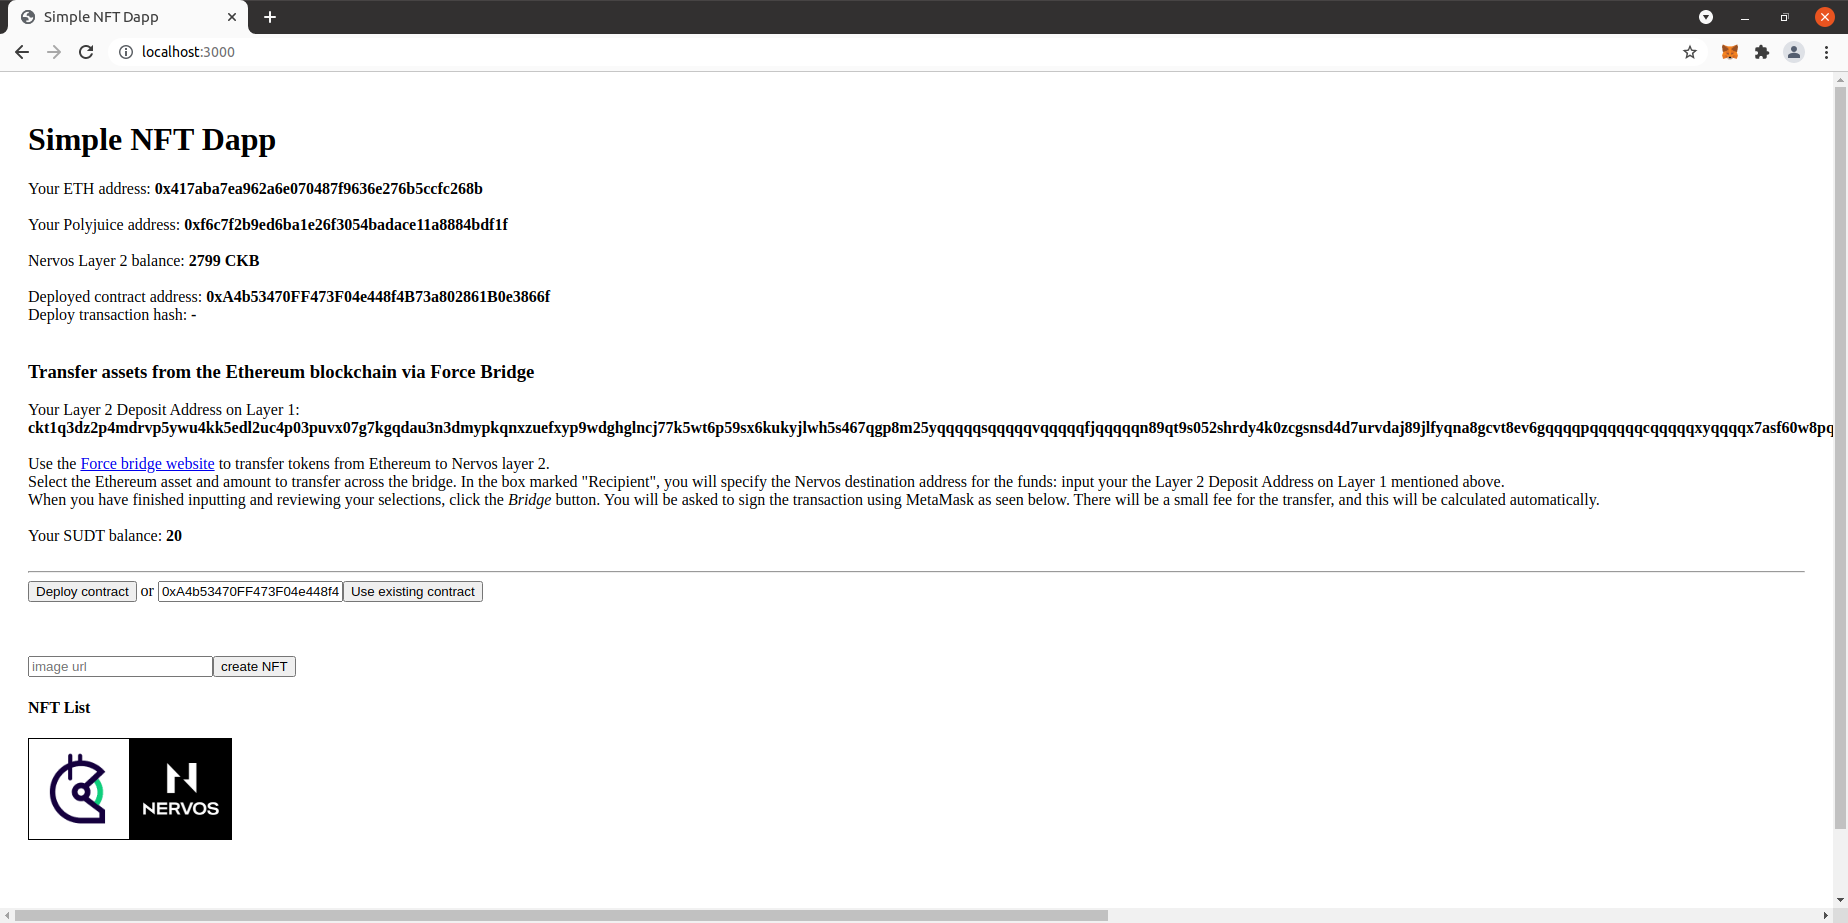 Simple NFT Dapp
localhost:3000
Simple NFT Dapp
Your ETH address: 0x417aba7ea962a6e070487f9636e276b5ccfc268b
Your Polyjuice address: 0xf6c7f2b9ed6ba1e26f3054badace11a8884bdf1f
Nervos Layer 2 balance: 2799 CKB
Deployed contract address: 0xA4b53470FF473F04e448f4B73a802861B0e3866f
Deploy transaction hash: -
Transfer assets from the Ethereum blockchain via Force Bridge
Your Layer 2 Deposit Address on Layer 1:
ckt1q3dz2p4mdrvp5ywu4kk5edl2uc4p03puvx07g7kgqdau3n3dmypkqnxzuefxyp9wdghglncj77k5wt6p59sx6kukyjlwh5s467qgp8m25yqqqqqsqqqqqvqqqqqfjqqqqqn89qt9s052shrdy4k0zcgsnsd4d7urvdaj89jlfyqna8gcvt8ev6gqqqqpqqqqqqcqqqqqxyqqqqx7asf60w8pq
Use the Force bridge website to transfer tokens from Ethereum to Nervos layer 2.
Select the Ethereum asset and amount to transfer across the bridge. In the box marked "Recipient", you will specify the Nervos destination address for the funds: input your the Layer 2 Deposit Address on Layer 1 mentioned above.
When you have finished inputting and reviewing your selections, click the Bridge button. You will be asked to sign the transaction using MetaMask as seen below. There will be a small fee for the transfer, and this will be calculated automatically.
Your SUDT balance: 20
Deploy contract or 0xA4b53470FF473F04e448f4 Use existing contract
image url create NFT
NFT List
NERVOS